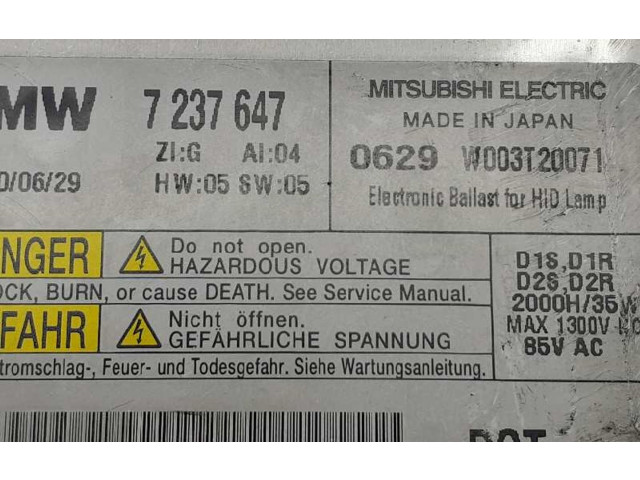 MW 7 237 647
ZI:G AI:04
0/06/29 HW:05 SW:05
MITSUBISHI ELECTRIC
MADE IN JAPAN
0629 W003T20071
Electronic Ballast for HID Lamp
NGER Do not open.
HAZARDOUS VOLTAGE
OCK, BURN, or cause DEATH. See Service Manual.
FAHR Nicht öffnen.
GEFÄHRLICHE SPANNUNG
tromschlag-, Feuer- und Todesgefahr. Siehe Wartungsanleitung.
D1S,D1R
D2S,D2R
2000H/35W
MAX 1300V
85V AC